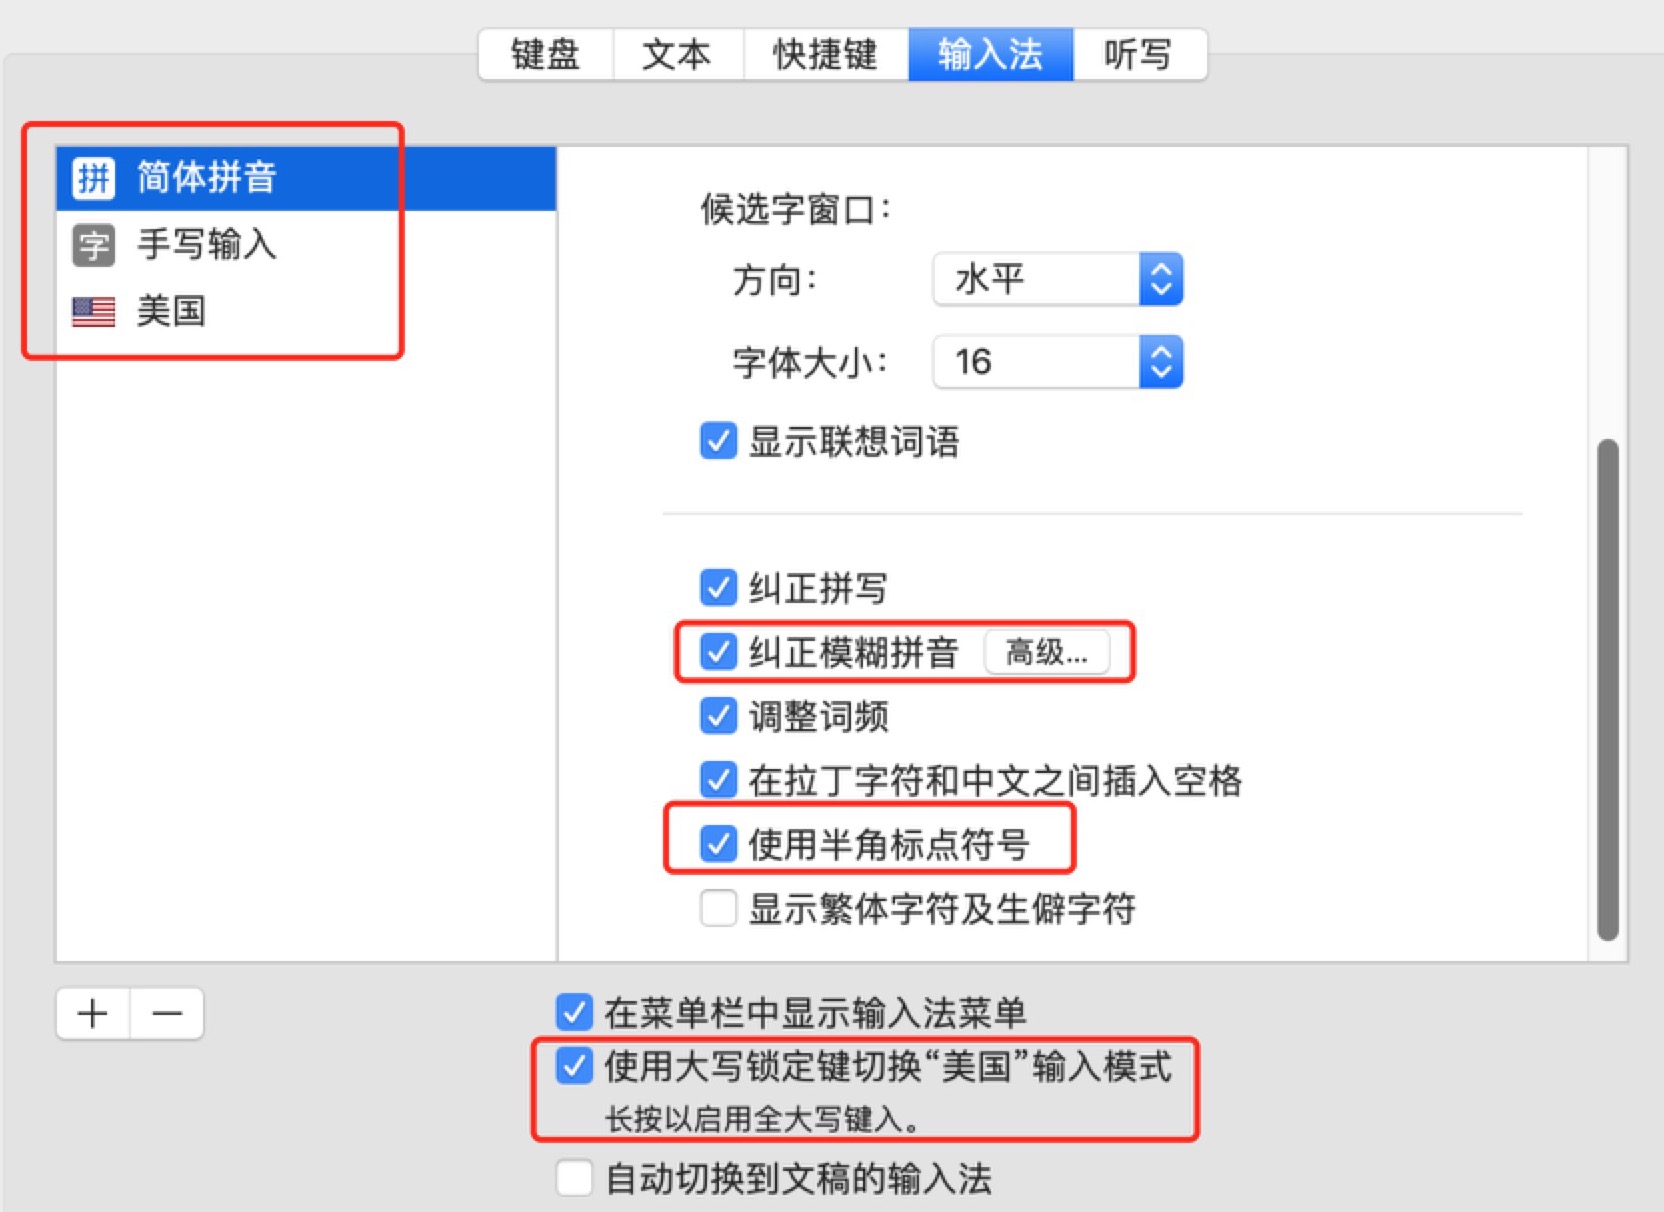 键盘 文本 快捷键 输入法 听写
拼 简体拼音
字 手写输入
美国
候选字窗口:
方向: 水平
字体大小: 16
显示联想词语
纠正拼写
纠正模糊拼音 高级...
调整词频
在拉丁字符和中文之间插入空格
使用半角标点符号
显示繁体字符及生僻字符
在菜单栏中显示输入法菜单
使用大写锁定键切换“美国”输入模式
长按以启用全大写键入。
自动切换到文稿的输入法